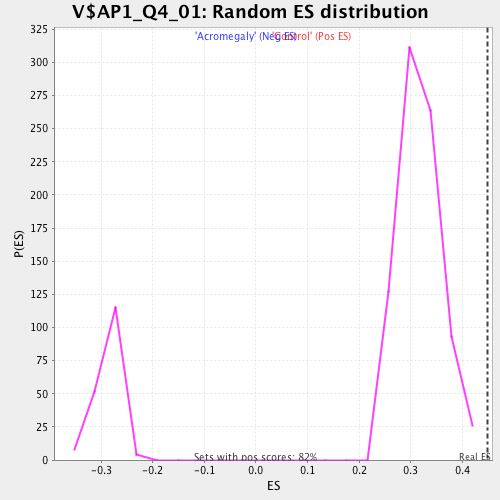 V$AP1_Q4_01: Random ES distribution
'Acromegaly' (Neg ES) 'Control' (Pos ES)
325
300
275
250
225
200
175
150
125
100
75
50
25
0
P(ES)
Sets with pos scores: 82%
Real ES
-0.3 -0.2 -0.1 0.0 0.1 0.2 0.3 0.4
ES